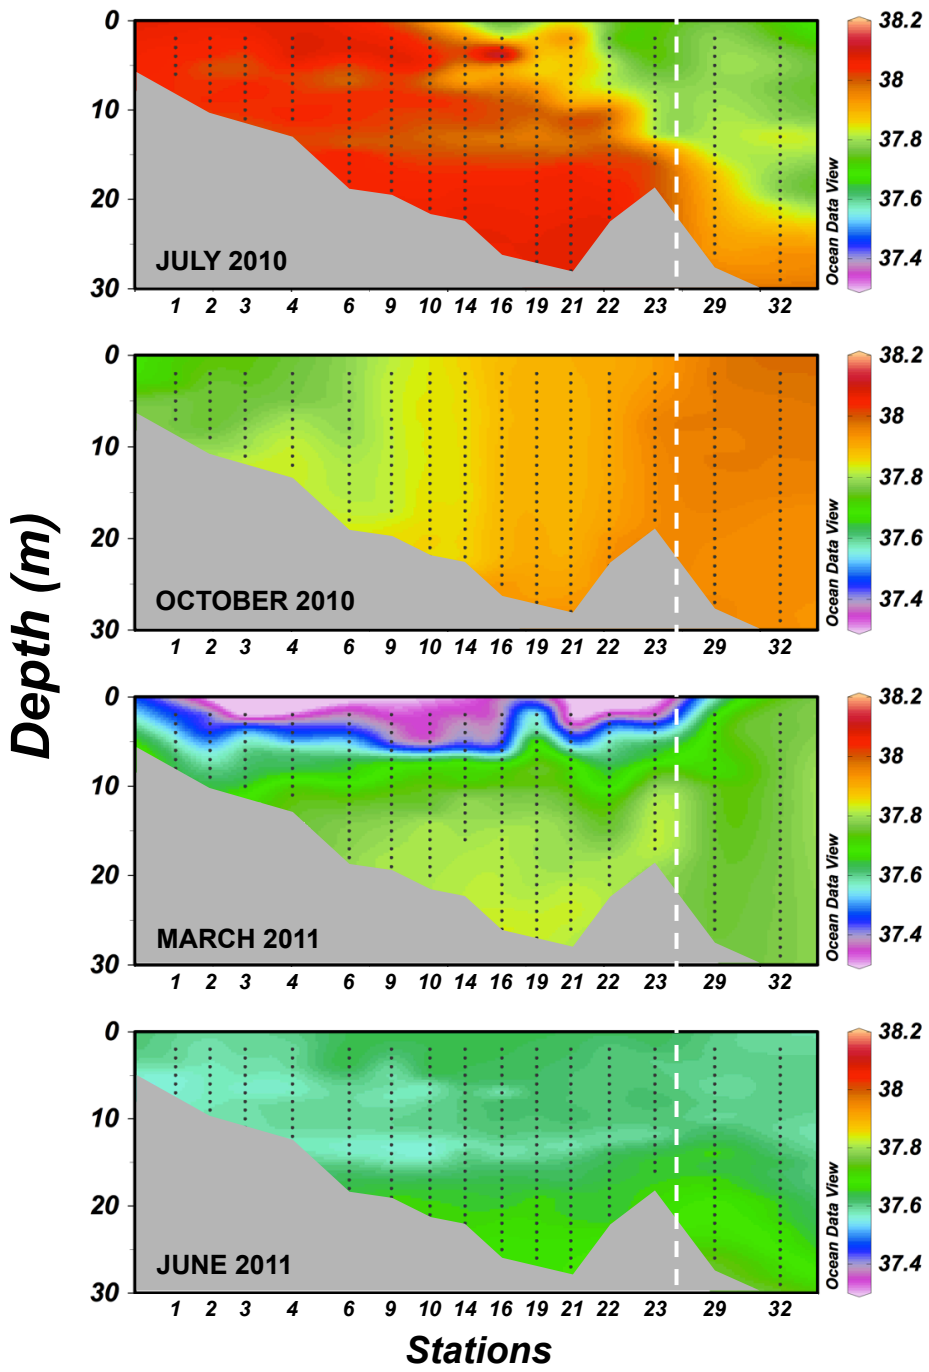 Depth (m)
0
10
20
30
JULY 2010
1 2 3 4 6 9 10 14 16 19 21 22 23 29 32
Ocean Data View
38.2
38
37.8
37.6
37.4
0
10
20
30
OCTOBER 2010
1 2 3 4 6 9 10 14 16 19 21 22 23 29 32
Ocean Data View
38.2
38
37.8
37.6
37.4
0
10
20
30
MARCH 2011
1 2 3 4 6 9 10 14 16 19 21 22 23 29 32
Ocean Data View
38.2
38
37.8
37.6
37.4
0
10
20
30
JUNE 2011
1 2 3 4 6 9 10 14 16 19 21 22 23 29 32
Ocean Data View
38.2
38
37.8
37.6
37.4
Stations